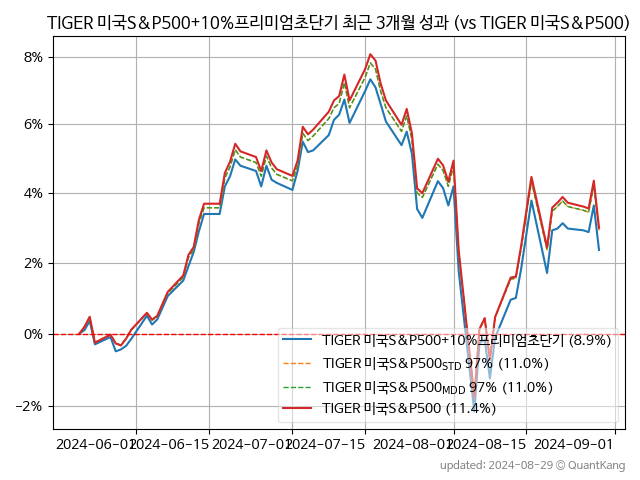 TIGER 미국S&P500+10%프리미엄초단기 최근 3개월 성과 (vs TIGER 미국S&P500)
8%
6%
4%
2%
0%
−2%
TIGER 미국S&P500+10%프리미엄초단기 (8.9%)
TIGER 미국S&P500STD 97% (11.0%)
TIGER 미국S&P500MDD 97% (11.0%)
TIGER 미국S&P500 (11.4%)
2024-06-01 2024-06-15 2024-07-01 2024-07-15 2024-08-01 2024-08-15 2024-09-01
updated: 2024-08-29 © QuantKang